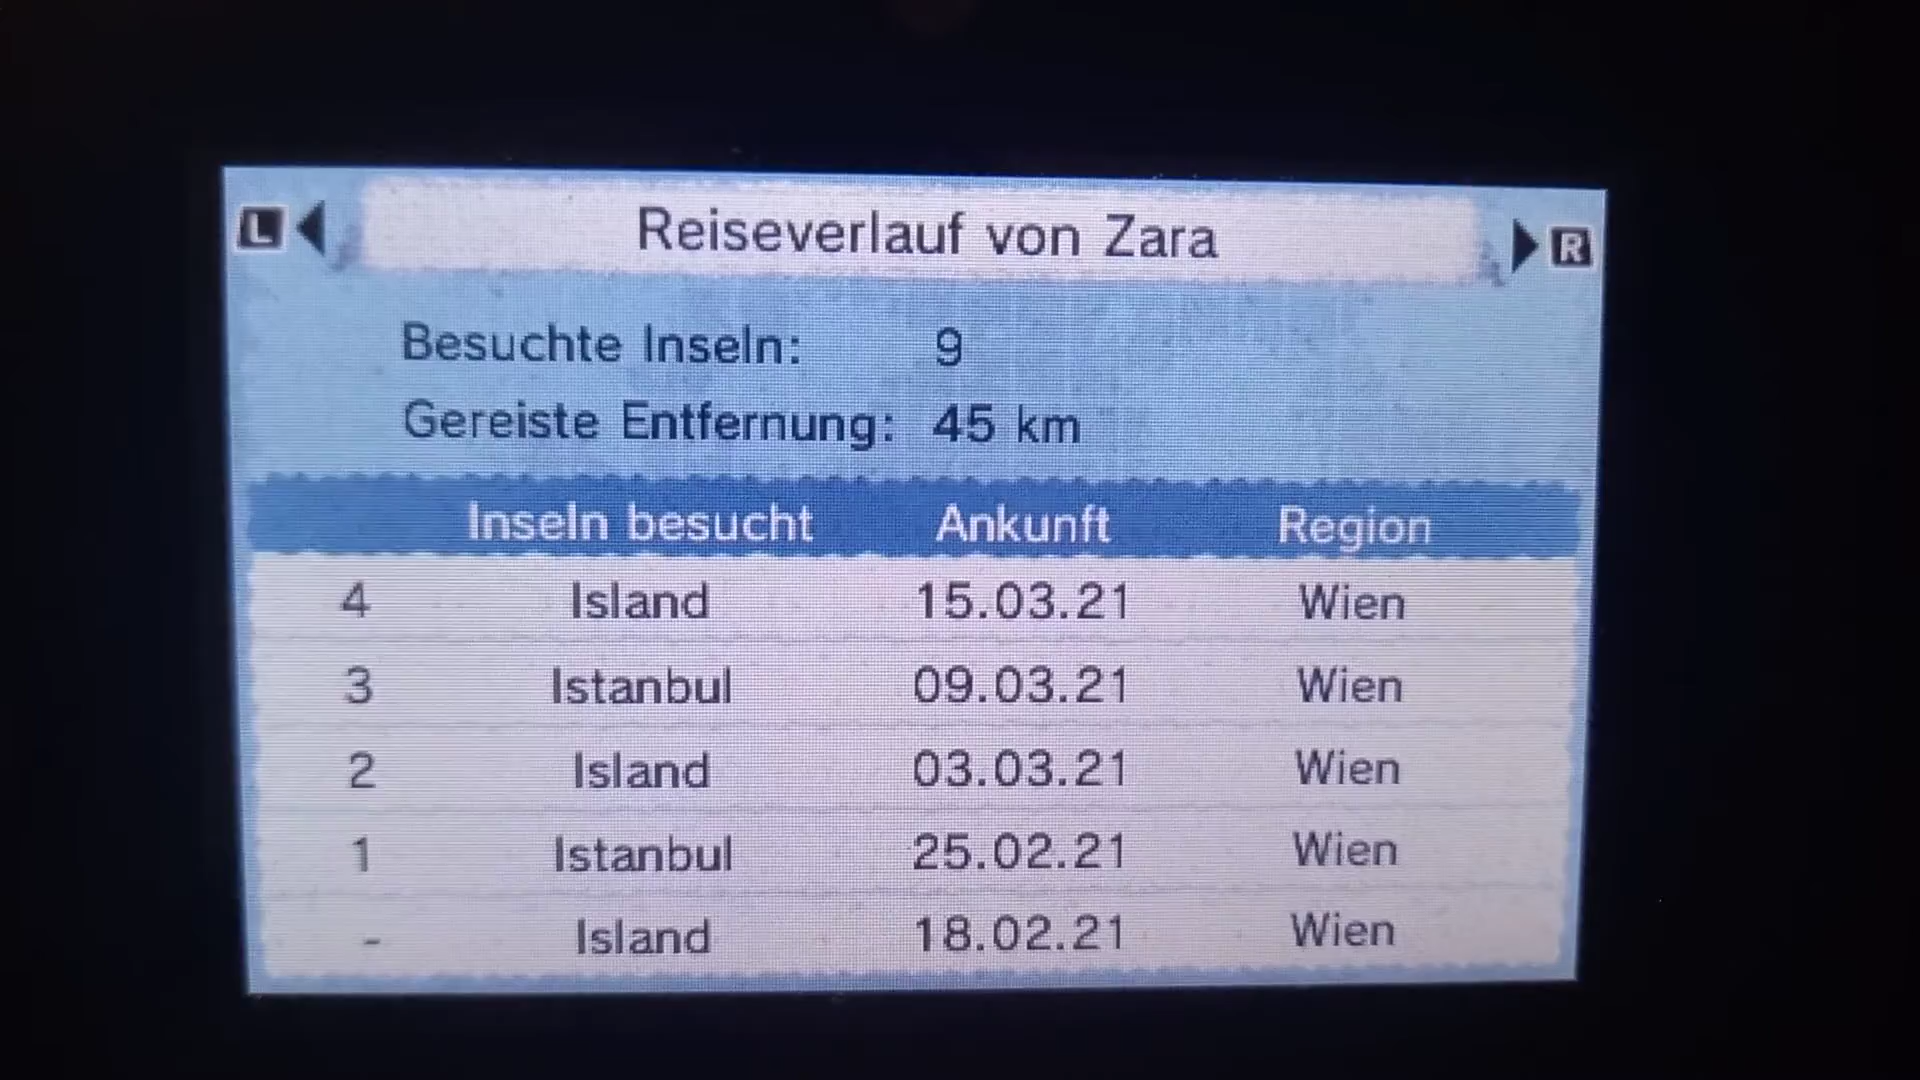 L Reiseverlauf von Zara R
Besuchte Inseln: 9
Gereiste Entfernung: 45 km
Inseln besucht Ankunft Region
4 Island 15.03.21 Wien
3 Istanbul 09.03.21 Wien
2 Island 03.03.21 Wien
1 Istanbul 25.02.21 Wien
- Island 18.02.21 Wien